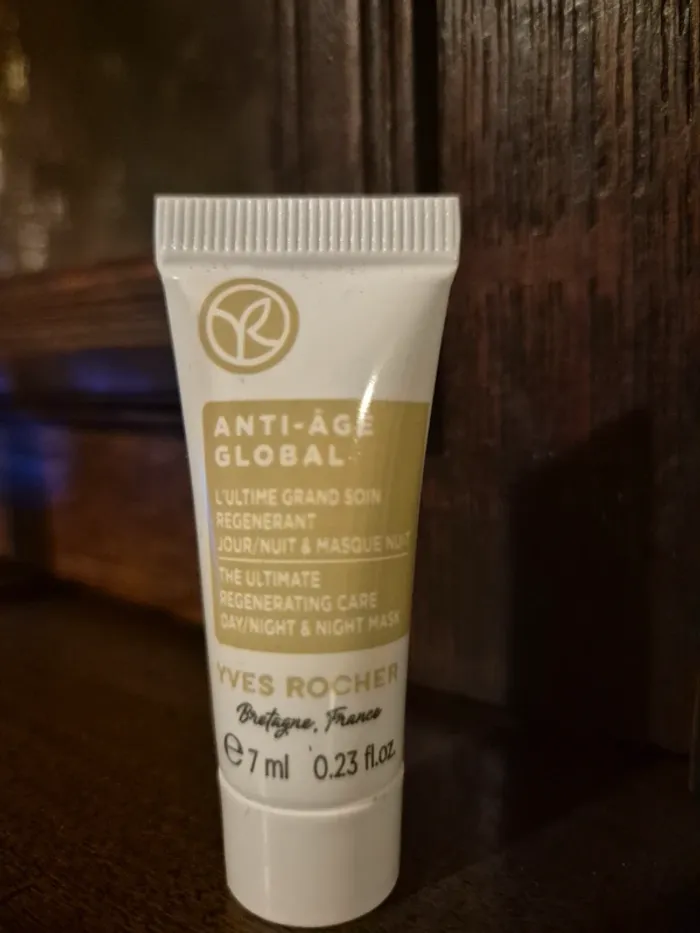 ANTI-ÂGE
GLOBAL
L'ULTIME GRAND SOIN
REGENERANT
JOUR/NUIT & MASQUE NUIT
THE ULTIMATE
REGENERATING CARE
DAY/NIGHT & NIGHT MASK
YVES ROCHER
Bretagne, France
℮ 7 ml 0.23 fl.oz.